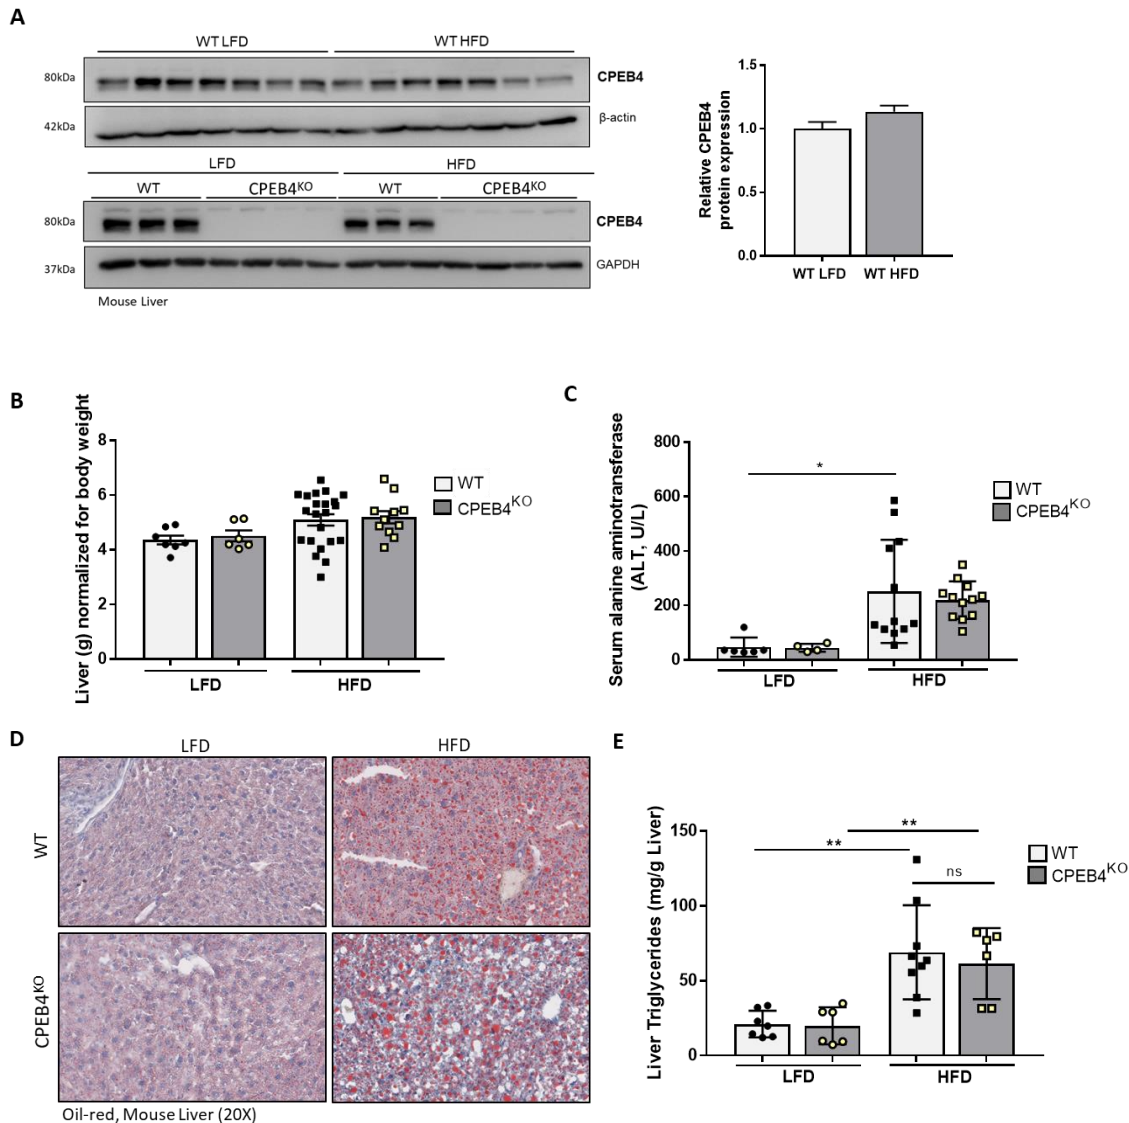 A
WT LFD
WT HFD
80kDa
CPEB4
42kDa
β-actin
LFD
HFD
WT
CPEB4KO
WT
CPEB4KO
80kDa
CPEB4
37kDa
GAPDH
Mouse Liver
Relative CPEB4
protein expression
1.5
1.0
0.5
0.0
WT LFD
WT HFD
B
Liver (g) normalized for body weight
8
6
4
2
0
LFD
HFD
WT
CPEB4KO
C
Serum alanine aminotransferase
(ALT, U/L)
800
600
400
200
0
*
LFD
HFD
WT
CPEB4KO
D
LFD
HFD
WT
CPEB4KO
Oil-red, Mouse Liver (20X)
E
Liver Triglycerides (mg/g Liver)
150
100
50
0
**
**
ns
LFD
HFD
WT
CPEB4KO